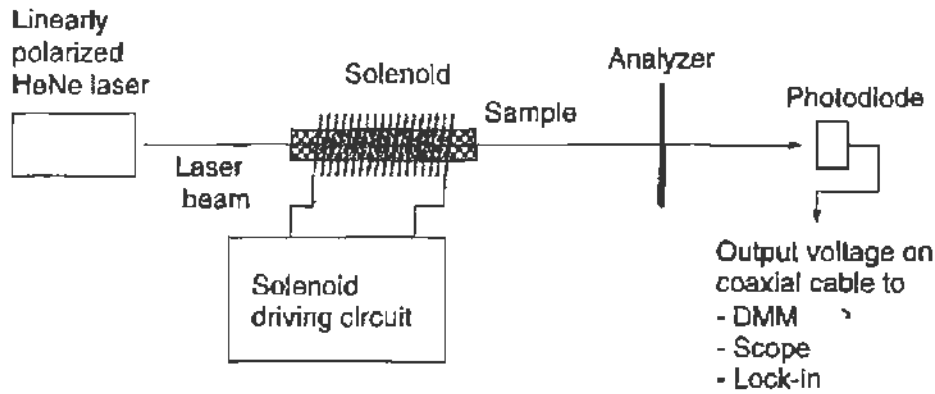 Linearly
polarized
HeNe laser
Solenoid
Analyzer
Photodiode
Sample
Laser
beam
Solenoid
driving circuit
Output voltage on
coaxial cable to
- DMM
- Scope
- Lock-in